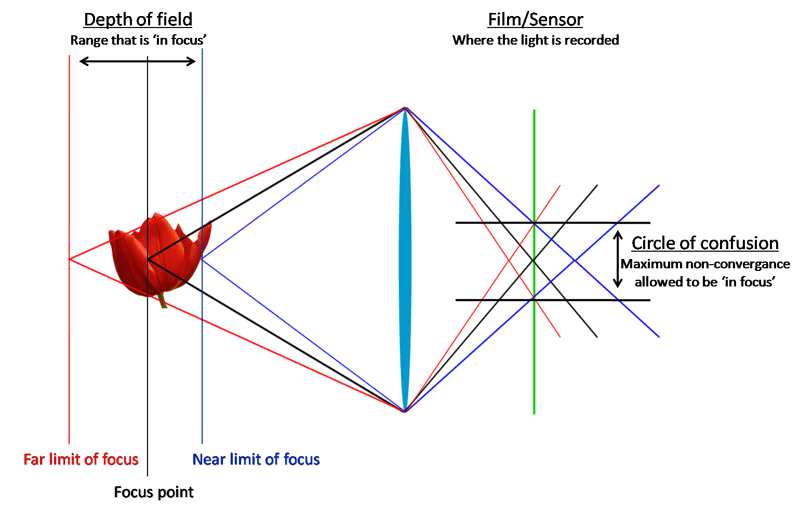 Depth of field
Range that is ‘in focus’
Film/Sensor
Where the light is recorded
Circle of confusion
Maximum non-convergance
allowed to be ‘in focus’
Far limit of focus
Near limit of focus
Focus point